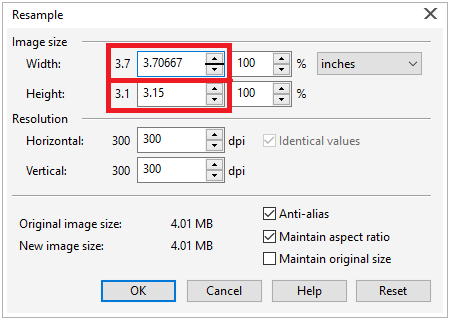 Resample
Image size
Width: 3.7 3.70667 100 % inches
Height: 3.1 3.15 100 %
Resolution
Horizontal: 300 300 dpi Identical values
Vertical: 300 300 dpi
Original image size: 4.01 MB Anti-alias
New image size: 4.01 MB Maintain aspect ratio
Maintain original size
OK Cancel Help Reset